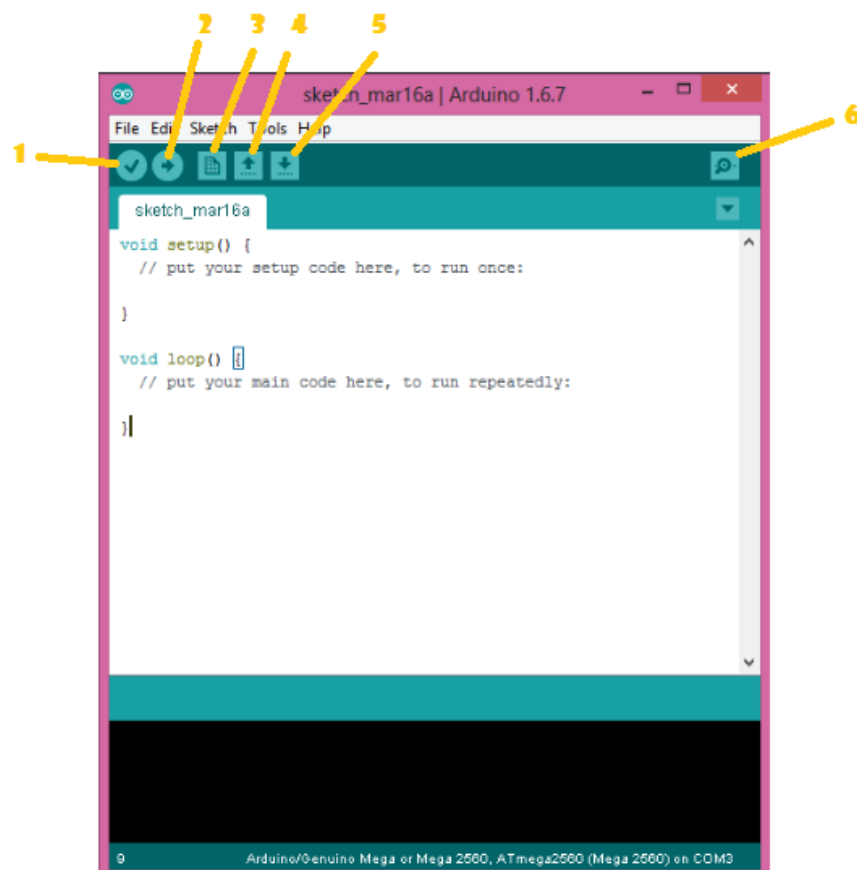 2 3 4 5
sketch_mar16a | Arduino 1.6.7
File Edit Sketch Tools Help
1
6
sketch_mar16a
void setup() {
// put your setup code here, to run once:
}
void loop() {
// put your main code here, to run repeatedly:
}
9 Arduino/Genuino Mega or Mega 2560, ATmega2560 (Mega 2560) on COM3